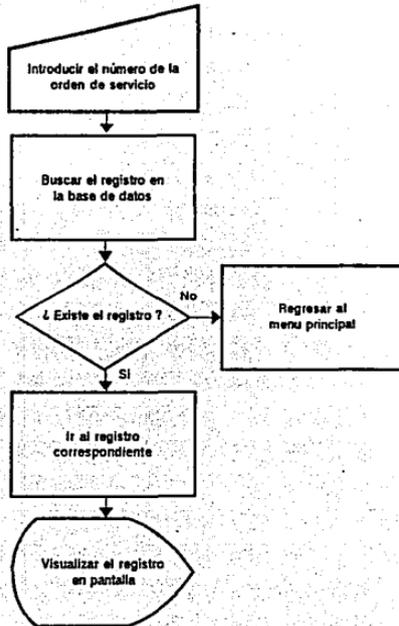 Introducir el número de la
orden de servicio
Buscar el registro en
la base de datos
¿ Existe el registro ?
No
Regresar al
menu principal
Si
Ir al registro
correspondiente
Visualizar el registro
en pantalla